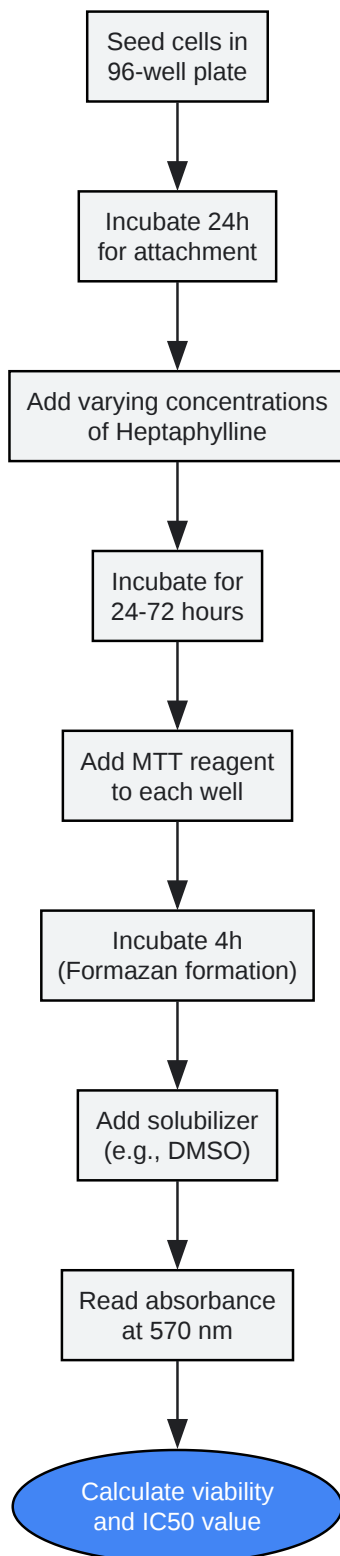 Seed cells in
96-well plate
Incubate 24h
for attachment
Add varying concentrations
of Heptaphylline
Incubate for
24-72 hours
Add MTT reagent
to each well
Incubate 4h
(Formazan formation)
Add solubilizer
(e.g., DMSO)
Read absorbance
at 570 nm
Calculate viability
and IC50 value